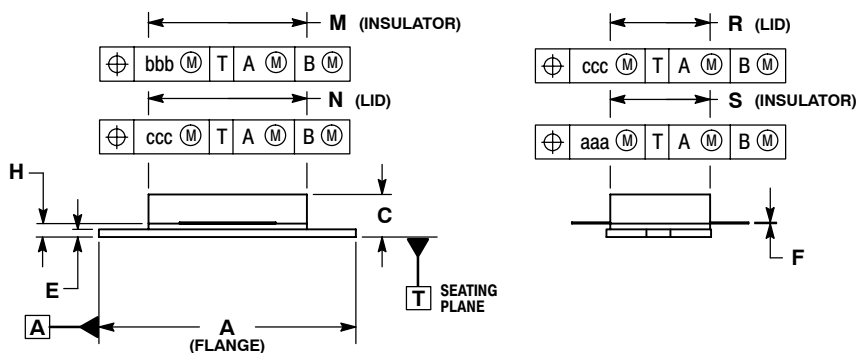 M (INSULATOR)
⌖ bbb Ⓜ T A Ⓜ B Ⓜ
N (LID)
⌖ ccc Ⓜ T A Ⓜ B Ⓜ
R (LID)
⌖ ccc Ⓜ T A Ⓜ B Ⓜ
S (INSULATOR)
⌖ aaa Ⓜ T A Ⓜ B Ⓜ
H
C
E
F
T SEATING
PLANE
A
A
(FLANGE)